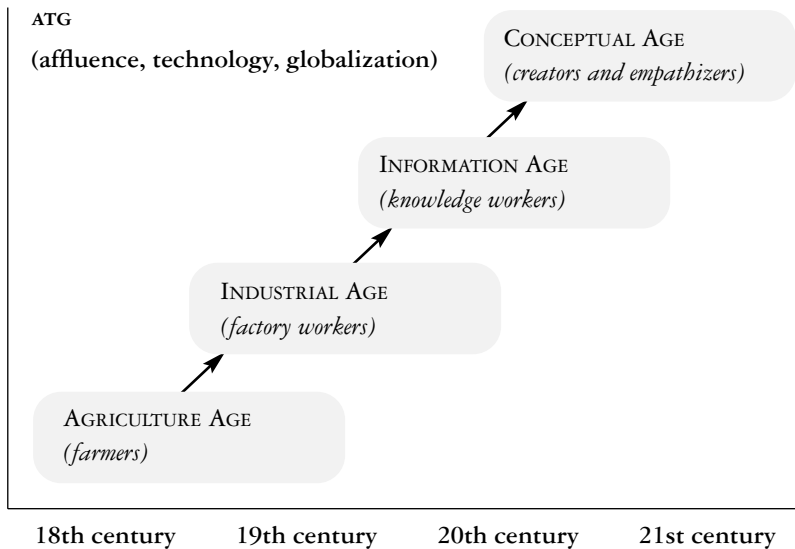 ATG
(affluence, technology, globalization)
CONCEPTUAL AGE
(creators and empathizers)
INFORMATION AGE
(knowledge workers)
INDUSTRIAL AGE
(factory workers)
AGRICULTURE AGE
(farmers)
18th century 19th century 20th century 21st century